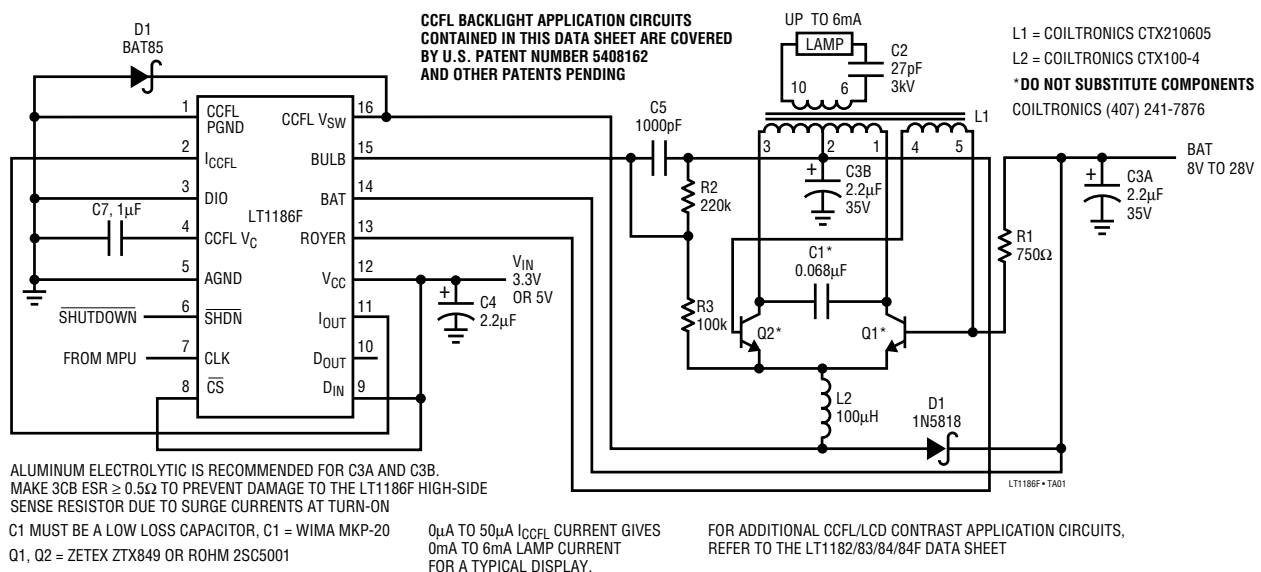 D1
BAT85
CCFL BACKLIGHT APPLICATION CIRCUITS
CONTAINED IN THIS DATA SHEET ARE COVERED
BY U.S. PATENT NUMBER 5408162
AND OTHER PATENTS PENDING
UP TO 6mA
LAMP
C2
27pF
3kV
10
6
L1 = COILTRONICS CTX210605
L2 = COILTRONICS CTX100-4
*DO NOT SUBSTITUTE COMPONENTS
COILTRONICS (407) 241-7876
L1
3
2
1
4
5
C5
1000pF
1
CCFL
PGND
2
ICCFL
3
DIO
4
CCFL VC
5
AGND
6
SHDN
7
CLK
8
CS
LT1186F
16
CCFL VSW
15
BULB
14
BAT
13
ROYER
12
VCC
11
IOUT
10
DOUT
9
DIN
C7, 1μF
SHUTDOWN
FROM MPU
VIN
3.3V
OR 5V
+
C4
2.2μF
R2
220k
R3
100k
+
C3B
2.2μF
35V
C1*
0.068μF
Q2*
Q1*
R1
750Ω
BAT
8V TO 28V
+
C3A
2.2μF
35V
L2
100μH
D1
1N5818
LT1186F • TA01
ALUMINUM ELECTROLYTIC IS RECOMMENDED FOR C3A AND C3B.
MAKE 3CB ESR ≥ 0.5Ω TO PREVENT DAMAGE TO THE LT1186F HIGH-SIDE
SENSE RESISTOR DUE TO SURGE CURRENTS AT TURN-ON
C1 MUST BE A LOW LOSS CAPACITOR, C1 = WIMA MKP-20
Q1, Q2 = ZETEX ZTX849 OR ROHM 2SC5001
0μA TO 50μA ICCFL CURRENT GIVES
0mA TO 6mA LAMP CURRENT
FOR A TYPICAL DISPLAY.
FOR ADDITIONAL CCFL/LCD CONTRAST APPLICATION CIRCUITS,
REFER TO THE LT1182/83/84/84F DATA SHEET